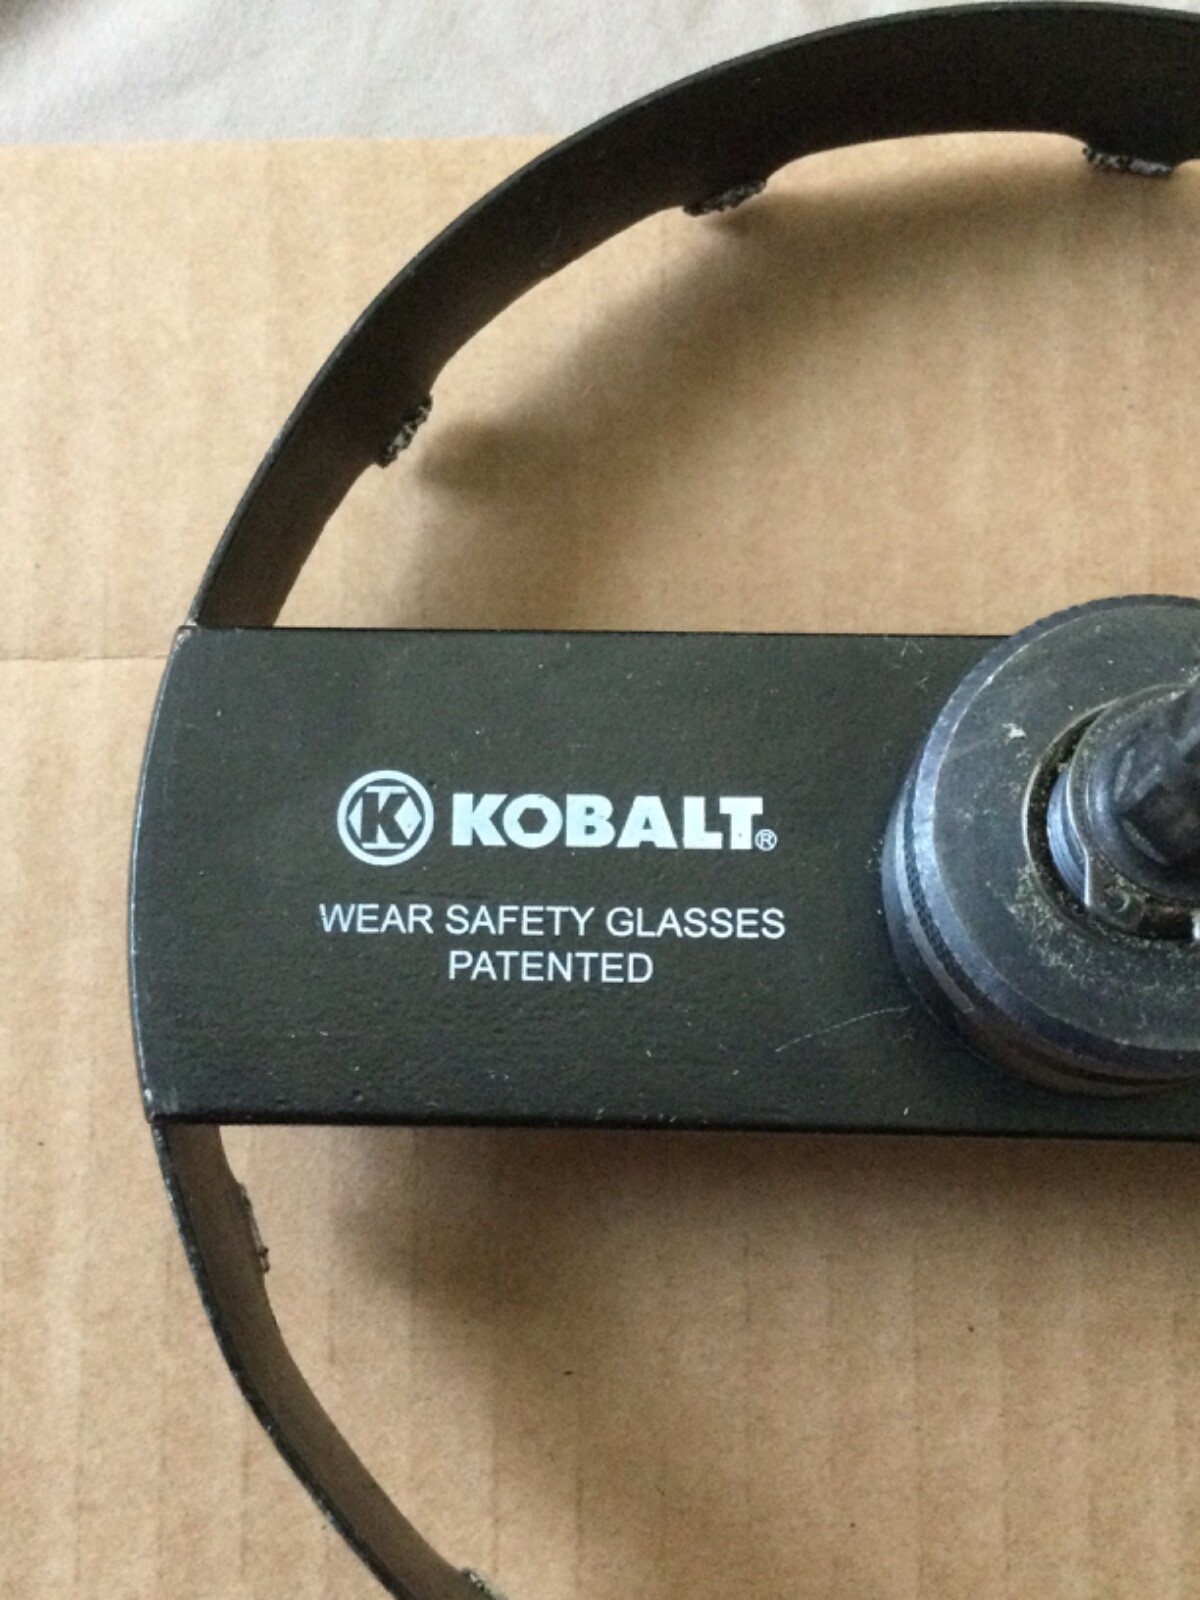 K KOBALT®
WEAR SAFETY GLASSES
PATENTED